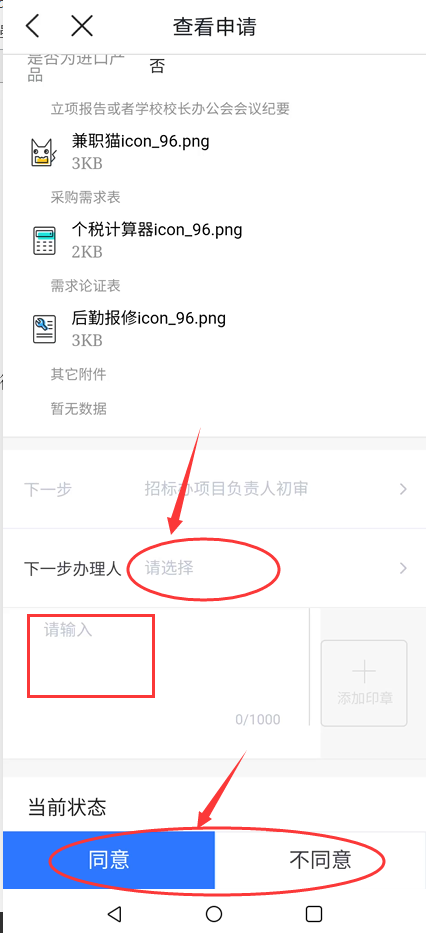 查看申请
是否为进口产
品
否
立项报告或者学校校长办公会会议纪要
兼职猫icon_96.png
3KB
采购需求表
个税计算器icon_96.png
2KB
需求论证表
后勤报修icon_96.png
3KB
其它附件
暂无数据
下一步
招标办项目负责人初审
下一步办理人
请选择
请输入
0/1000
添加印章
当前状态
同意
不同意